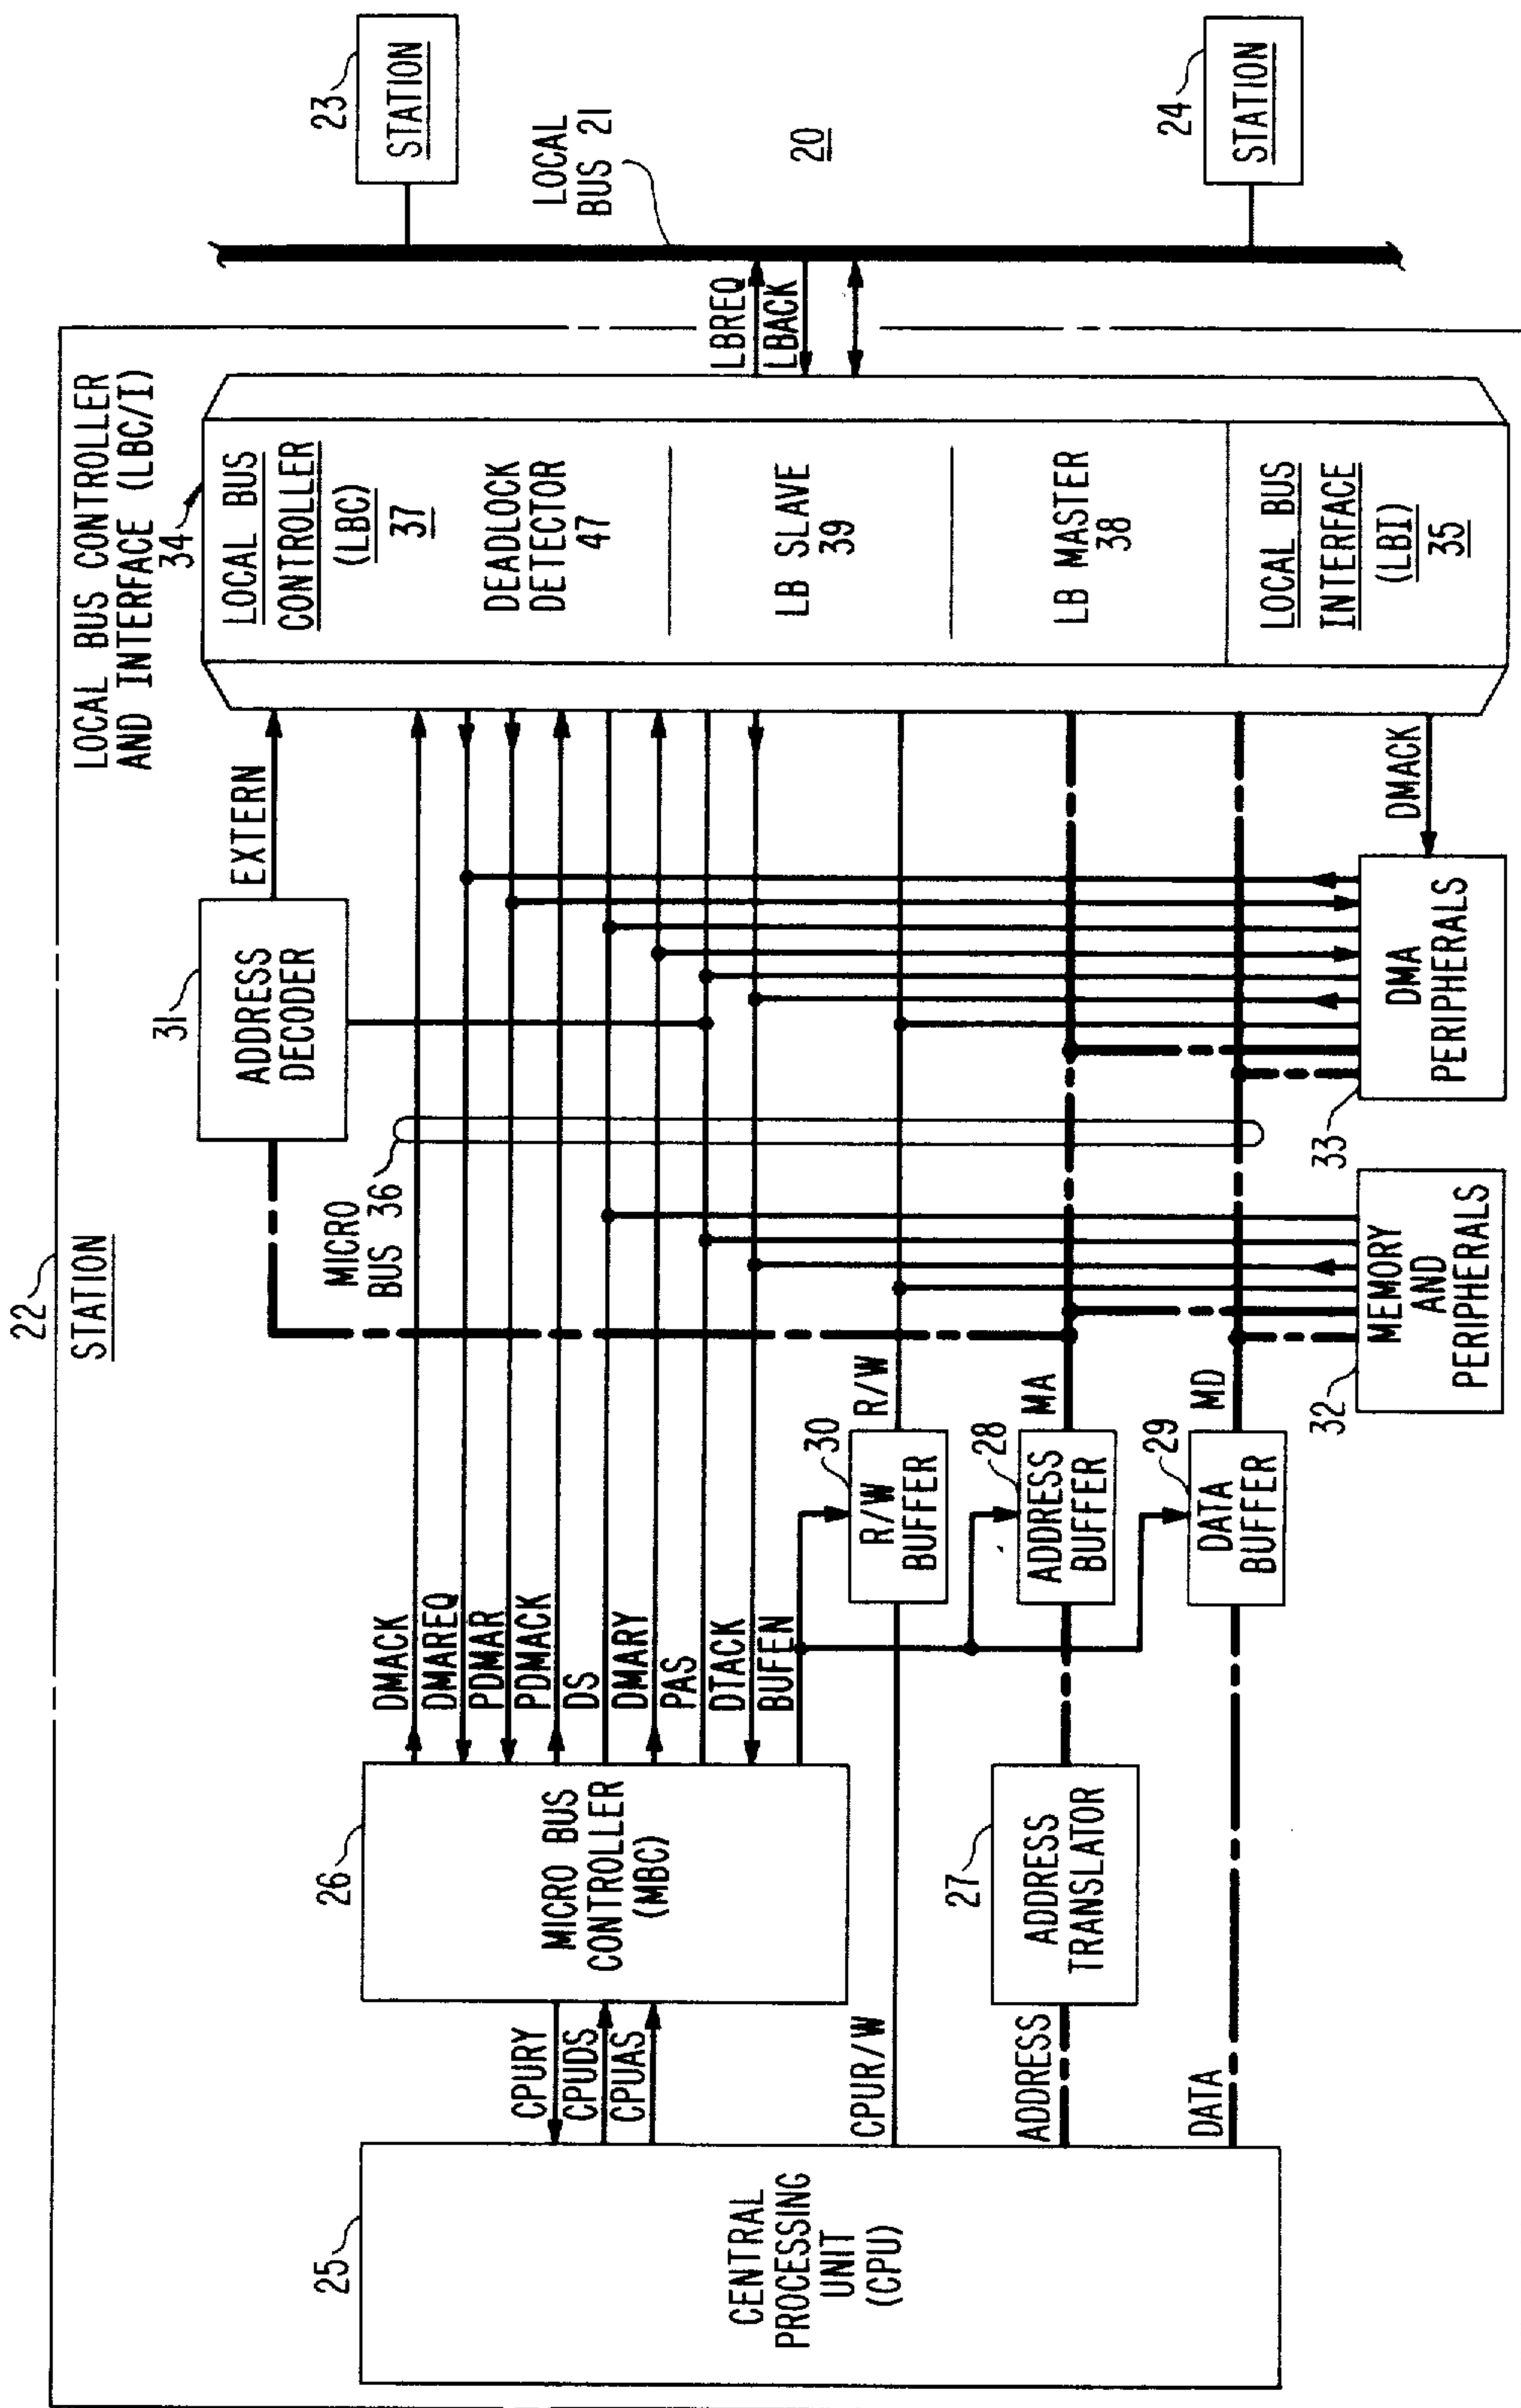 22
STATION
LOCAL BUS CONTROLLER
AND INTERFACE (LBC/I)
34
25
CENTRAL
PROCESSING
UNIT
(CPU)
CPURY
CPUDS
CPUAS
CPUR/W
ADDRESS
DATA
26
MICRO BUS
CONTROLLER
(MBC)
27
ADDRESS
TRANSLATOR
DMACK
DMAREQ
PDMAR
PDMACK
DS
DMARY
PAS
DTACK
BUFEN
30
R/W
BUFFER
R/W
28
ADDRESS
BUFFER
MA
29
DATA
BUFFER
MD
MICRO
BUS 36
31
ADDRESS
DECODER
EXTERN
32
MEMORY
AND
PERIPHERALS
33
DMA
PERIPHERALS
DMACK
LOCAL BUS
CONTROLLER
(LBC)
37
DEADLOCK
DETECTOR
47
LB SLAVE
39
LB MASTER
38
LOCAL BUS
INTERFACE
(LBI)
35
LBREQ
LBACK
LOCAL
BUS 21
20
23
STATION
24
STATION